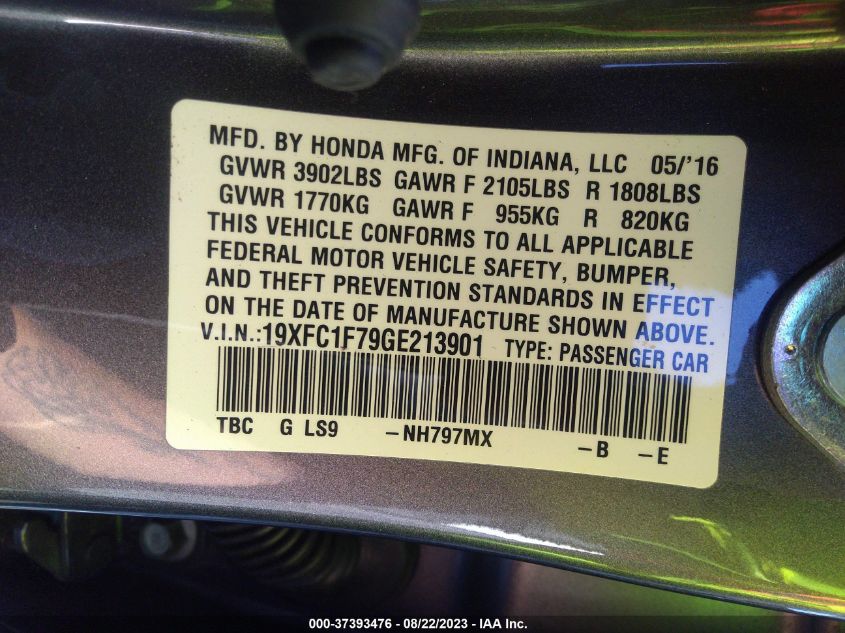 MFD. BY HONDA MFG. OF INDIANA, LLC 05/'16
GVWR 3902LBS GAWR F 2105LBS R 1808LBS
GVWR 1770KG GAWR F 955KG R 820KG
THIS VEHICLE CONFORMS TO ALL APPLICABLE
FEDERAL MOTOR VEHICLE SAFETY, BUMPER,
AND THEFT PREVENTION STANDARDS IN EFFECT
ON THE DATE OF MANUFACTURE SHOWN ABOVE.
V.I.N.:19XFC1F79GE213901 TYPE: PASSENGER CAR
TBC G LS9 -NH797MX -B -E
000-37393476 - 08/22/2023 - IAA Inc.